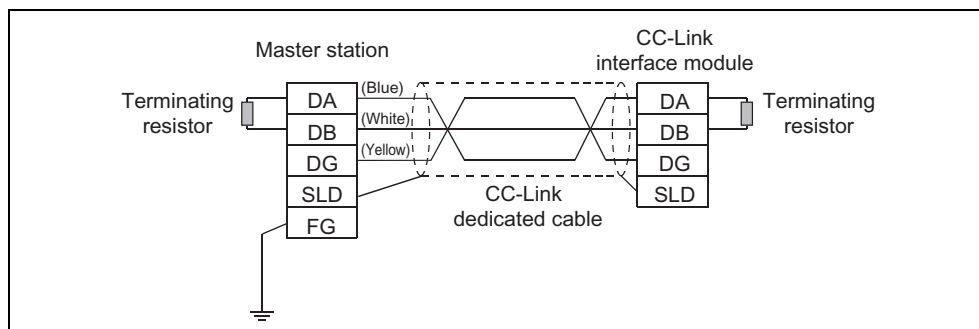 Master station
CC-Link
interface module
Terminating
resistor
DA
(Blue)
DB
(White)
DG
(Yellow)
SLD
FG
CC-Link
dedicated cable
DA
DB
DG
SLD
Terminating
resistor